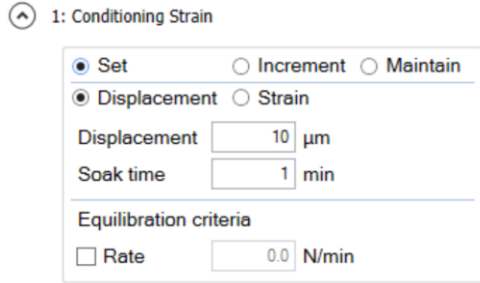 1: Conditioning Strain
Set Increment Maintain
Displacement Strain
Displacement 10 µm
Soak time 1 min
Equilibration criteria
Rate 0.0 N/min